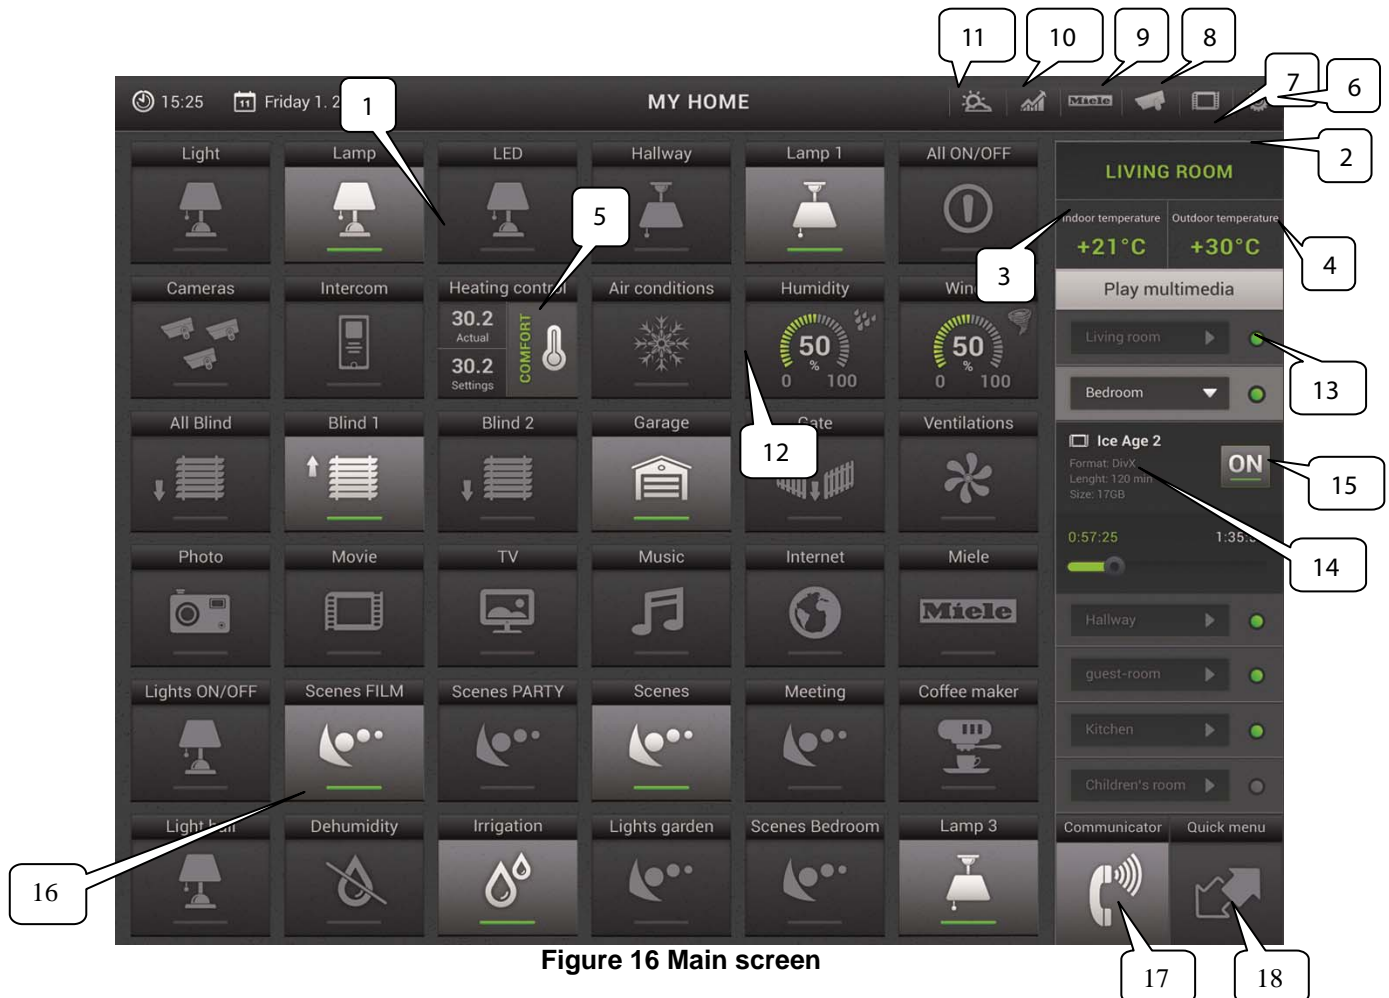 11 10 9 8 7 6
15:25 11 Friday 1. 2 MY HOME Miele
1 2
Light Lamp LED Hallway Lamp 1 All ON/OFF
LIVING ROOM
5
Indoor temperature Outdoor temperature
+21°C +30°C
3 4
Cameras Intercom Heating control Air conditions Humidity Win
Play multimedia
30.2 Actual
30.2 Settings
COMFORT
50 % 0 100
50 % 0 100
Living room
13
Bedroom
All Blind Blind 1 Blind 2 Garage Gate Ventilations
12
Ice Age 2
Format: DivX
Lenght: 120 min
Size: 17GB
ON
15
0:57:25 1:35:
14
Photo Movie TV Music Internet Miele
Miele
Hallway
guest-room
Lights ON/OFF Scenes FILM Scenes PARTY Scenes Meeting Coffee maker
Kitchen
Children's room
Light hall Dehumidity Irrigation Lights garden Scenes Bedroom Lamp 3
Communicator Quick menu
16
17 18
Figure 16 Main screen